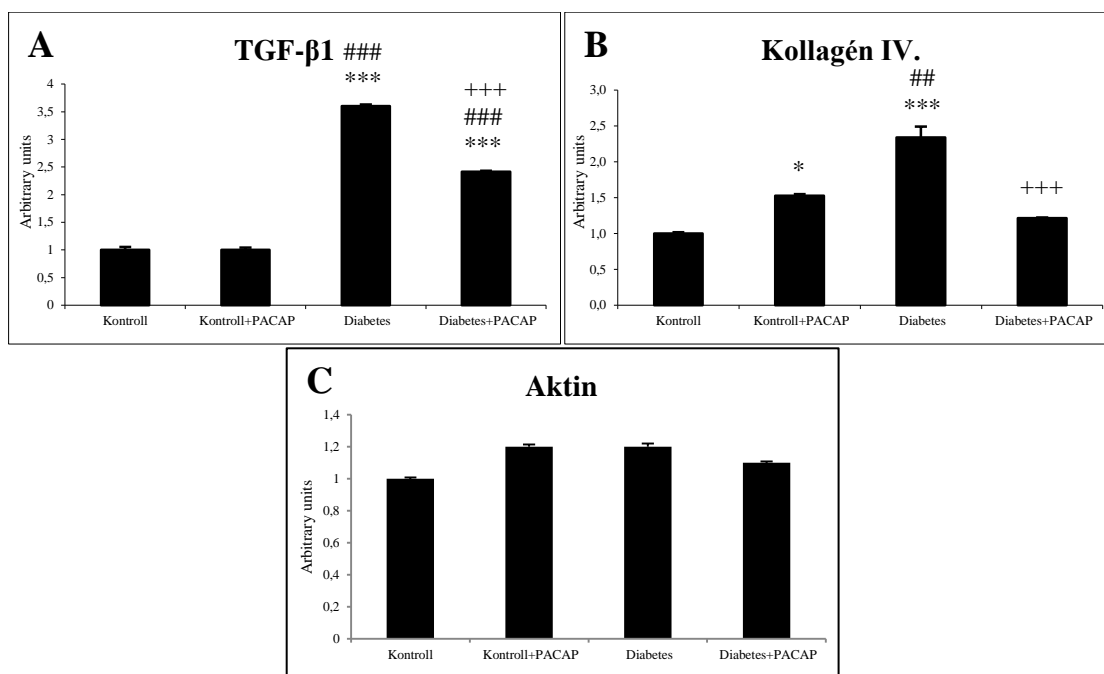 A
TGF-β1 ###
***
+++
###
***
4
3,5
3
2,5
2
1,5
1
0,5
0
Arbitrary units
Kontroll Kontroll+PACAP Diabetes Diabetes+PACAP
B
Kollagén IV.
##
***
*
+++
3,0
2,5
2,0
1,5
1,0
0,5
0,0
Arbitrary units
Kontroll Kontroll+PACAP Diabetes Diabetes+PACAP
C
Aktin
1,4
1,2
1
0,8
0,6
0,4
0,2
0
Arbitrary units
Kontroll Kontroll+PACAP Diabetes Diabetes+PACAP